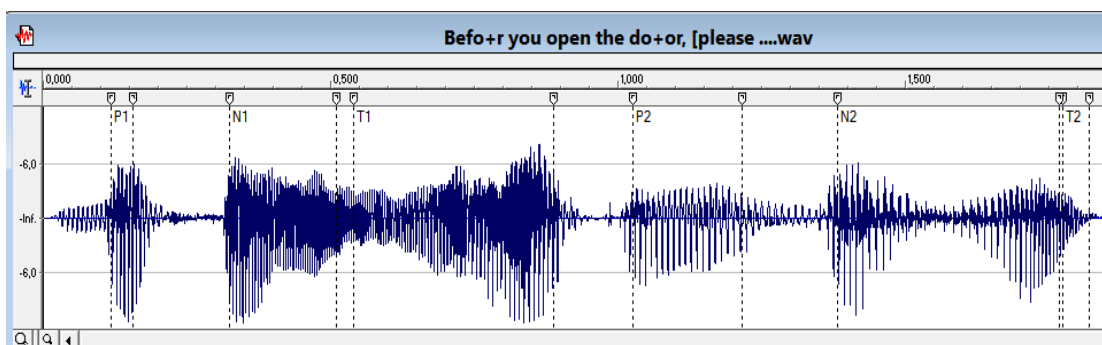 Befo+r you open the do+or, [please ....wav
0,000 0,500 1,000 1,500
P1 N1 T1 P2 N2 T2
-6,0
-Inf.
-6,0